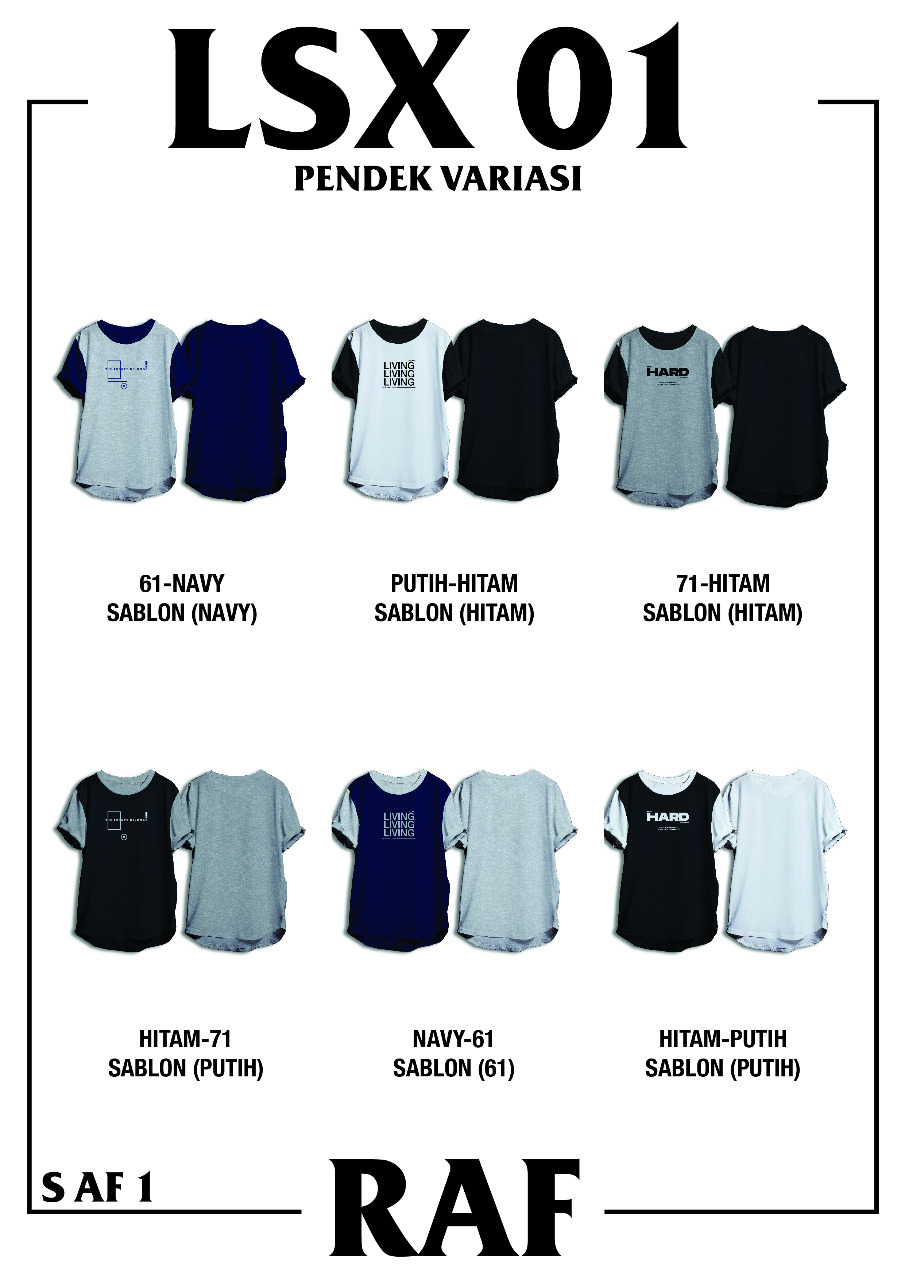 LSX 01
PENDEK VARIASI
LIVING
LIVING
LIVING
HARD
61-NAVY
SABLON (NAVY)
PUTIH-HITAM
SABLON (HITAM)
71-HITAM
SABLON (HITAM)
LIVING
LIVING
LIVING
HARD
HITAM-71
SABLON (PUTIH)
NAVY-61
SABLON (61)
HITAM-PUTIH
SABLON (PUTIH)
S AF 1
RAF